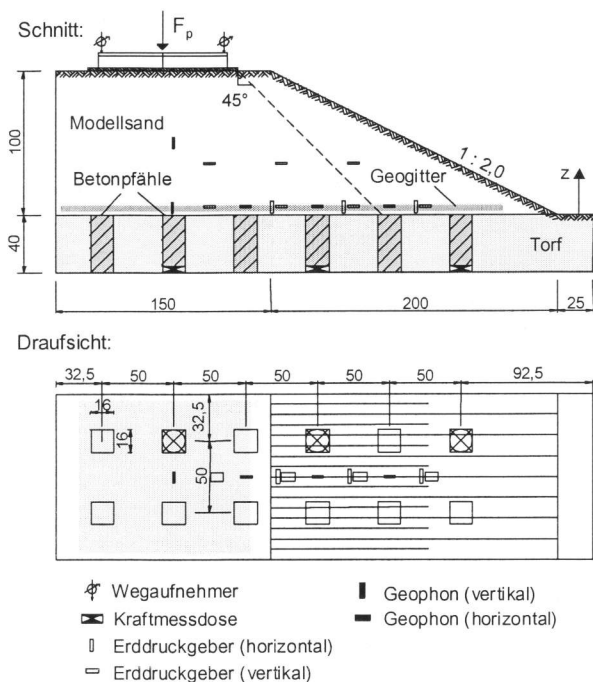 Schnitt:
F_p
45°
Modellsand
1 : 2,0
100
Betonpfähle
Geogitter
z
40
Torf
150
200
25
Draufsicht:
32,5
50
50
50
50
50
92,5
16
16
32,5
50
Wegaufnehmer
Geophon (vertikal)
Kraftmessdose
Geophon (horizontal)
Erddruckgeber (horizontal)
Erddruckgeber (vertikal)